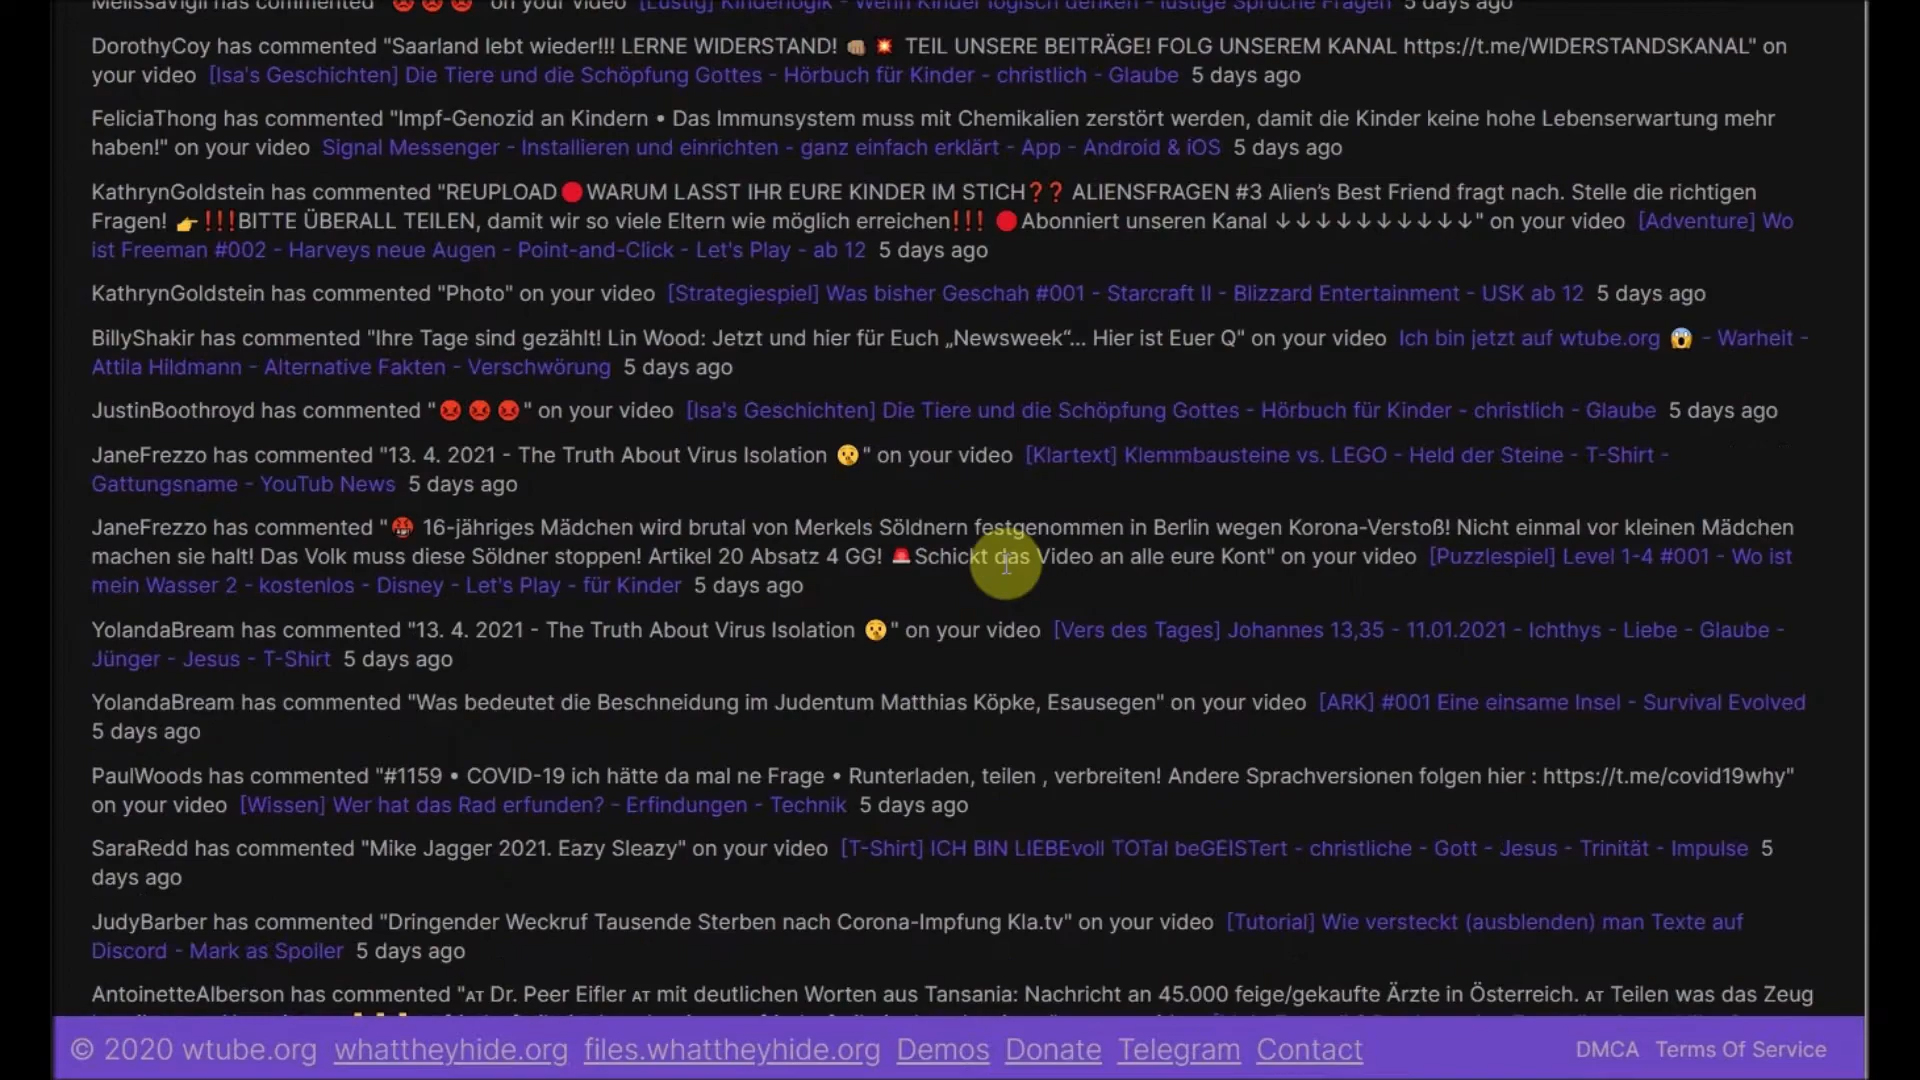 MelissaVigil has commented "😡 😡 😡 " on your video [Lustig] Kinderlogik - Wenn Kinder logisch denken - lustige Sprüche Fragen 5 days ago
DorothyCoy has commented "Saarland lebt wieder!!! LERNE WIDERSTAND! 👊🏽 💥 TEIL UNSERE BEITRÄGE! FOLG UNSEREM KANAL https://t.me/WIDERSTANDSKANAL" on
your video [Isa's Geschichten] Die Tiere und die Schöpfung Gottes - Hörbuch für Kinder - christlich - Glaube 5 days ago
FeliciaThong has commented "Impf-Genozid an Kindern • Das Immunsystem muss mit Chemikalien zerstört werden, damit die Kinder keine hohe Lebenserwartung mehr
haben!" on your video Signal Messenger - Installieren und einrichten - ganz einfach erklärt - App - Android & iOS 5 days ago
KathrynGoldstein has commented "REUPLOAD🔴WARUM LASST IHR EURE KINDER IM STICH❓❓ ALIENSFRAGEN #3 Alien’s Best Friend fragt nach. Stelle die richtigen
Fragen! 👉❗❗❗BITTE ÜBERALL TEILEN, damit wir so viele Eltern wie möglich erreichen❗❗❗ 🔴Abonniert unseren Kanal ↓↓↓↓↓↓↓↓↓↓" on your video [Adventure] Wo
ist Freeman #002 - Harveys neue Augen - Point-and-Click - Let's Play - ab 12 5 days ago
KathrynGoldstein has commented "Photo" on your video [Strategiespiel] Was bisher Geschah #001 - Starcraft II - Blizzard Entertainment - USK ab 12 5 days ago
BillyShakir has commented "Ihre Tage sind gezählt! Lin Wood: Jetzt und hier für Euch „Newsweek“... Hier ist Euer Q" on your video Ich bin jetzt auf wtube.org 😱 - Warheit -
Attila Hildmann - Alternative Fakten - Verschwörung 5 days ago
JustinBoothroyd has commented "😡 😡 😡 " on your video [Isa's Geschichten] Die Tiere und die Schöpfung Gottes - Hörbuch für Kinder - christlich - Glaube 5 days ago
JaneFrezzo has commented "13. 4. 2021 - The Truth About Virus Isolation 🤫" on your video [Klartext] Klemmbausteine vs. LEGO - Held der Steine - T-Shirt -
Gattungsname - YouTub News 5 days ago
JaneFrezzo has commented "🤬 16-jähriges Mädchen wird brutal von Merkels Söldnern festgenommen in Berlin wegen Korona-Verstoß! Nicht einmal vor kleinen Mädchen
machen sie halt! Das Volk muss diese Söldner stoppen! Artikel 20 Absatz 4 GG! 🚨Schickt das Video an alle eure Kont" on your video [Puzzlespiel] Level 1-4 #001 - Wo ist
mein Wasser 2 - kostenlos - Disney - Let's Play - für Kinder 5 days ago
YolandaBream has commented "13. 4. 2021 - The Truth About Virus Isolation 🤫" on your video [Vers des Tages] Johannes 13,35 - 11.01.2021 - Ichthys - Liebe - Glaube -
Jünger - Jesus - T-Shirt 5 days ago
YolandaBream has commented "Was bedeutet die Beschneidung im Judentum Matthias Köpke, Esausegen" on your video [ARK] #001 Eine einsame Insel - Survival Evolved
5 days ago
PaulWoods has commented "#1159 • COVID-19 ich hätte da mal ne Frage • Runterladen, teilen , verbreiten! Andere Sprachversionen folgen hier : https://t.me/covid19why"
on your video [Wissen] Wer hat das Rad erfunden? - Erfindungen - Technik 5 days ago
SaraRedd has commented "Mike Jagger 2021. Eazy Sleazy" on your video [T-Shirt] ICH BIN LIEBEvoll TOTal beGEISTert - christliche - Gott - Jesus - Trinität - Impulse 5
days ago
JudyBarber has commented "Dringender Weckruf Tausende Sterben nach Corona-Impfung Kla.tv" on your video [Tutorial] Wie versteckt (ausblenden) man Texte auf
Discord - Mark as Spoiler 5 days ago
AntoinetteAlberson has commented "🇦🇹 Dr. Peer Eifler 🇦🇹 mit deutlichen Worten aus Tansania: Nachricht an 45.000 feige/gekaufte Ärzte in Österreich. 🇦🇹 Teilen was das Zeug
© 2020 wtube.org whattheyhide.org files.whattheyhide.org Demos Donate Telegram Contact DMCA Terms Of Service